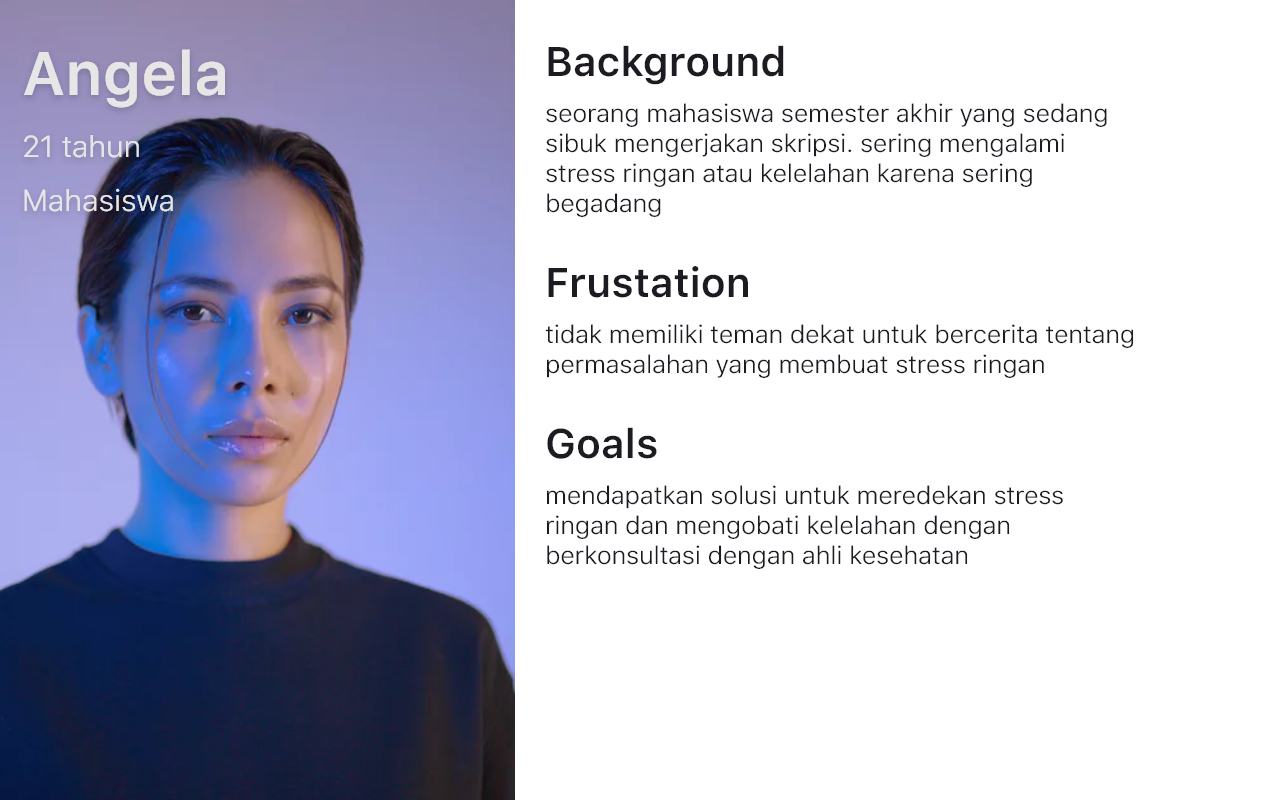 Angela
21 tahun
Mahasiswa
Background
seorang mahasiswa semester akhir yang sedang
sibuk mengerjakan skripsi. sering mengalami
stress ringan atau kelelahan karena sering
begadang
Frustation
tidak memiliki teman dekat untuk bercerita tentang
permasalahan yang membuat stress ringan
Goals
mendapatkan solusi untuk meredekan stress
ringan dan mengobati kelelahan dengan
berkonsultasi dengan ahli kesehatan